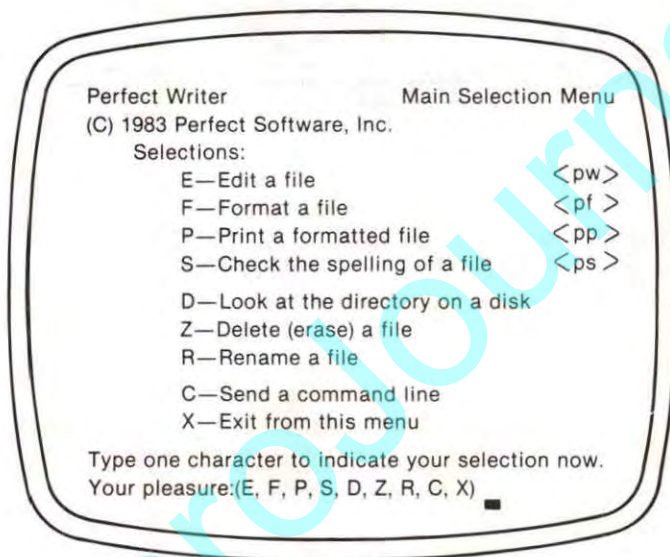 Perfect Writer Main Selection Menu
(C) 1983 Perfect Software, Inc.
Selections:
E—Edit a file <pw>
F—Format a file <pf >
P—Print a formatted file <pp>
S—Check the spelling of a file <ps >
D—Look at the directory on a disk
Z—Delete (erase) a file
R—Rename a file
C—Send a command line
X—Exit from this menu
Type one character to indicate your selection now.
Your pleasure:(E, F, P, S, D, Z, R, C, X)